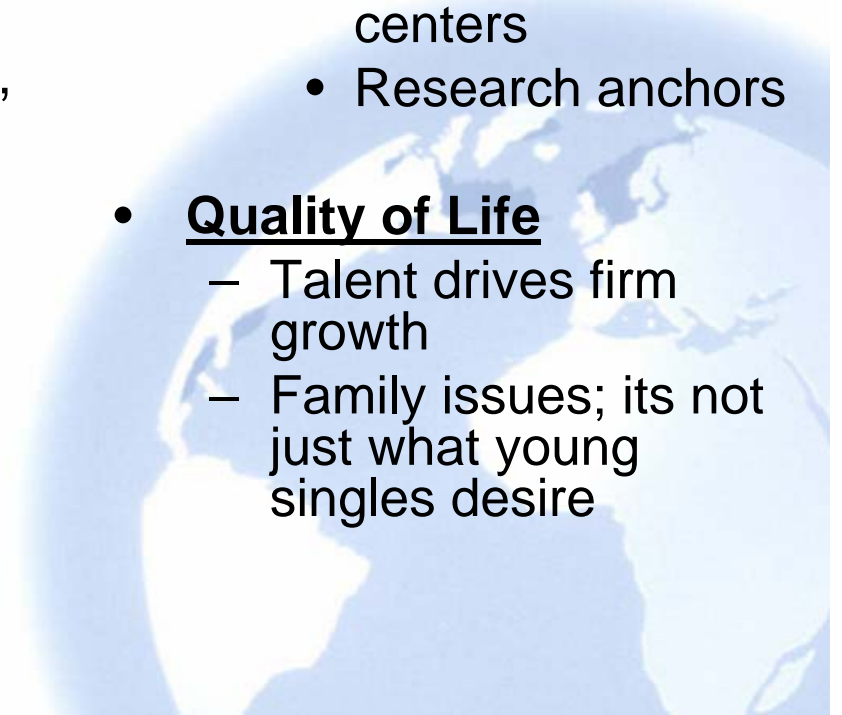 centers
,
• Research anchors
• Quality of Life
– Talent drives firm
growth
– Family issues; its not
just what young
singles desire